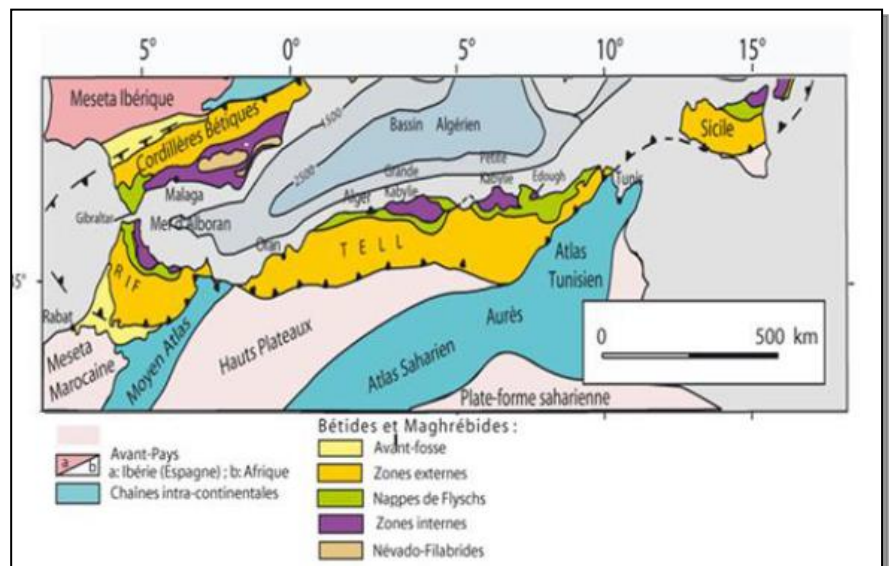 5° 0° 5° 10° 15°
Meseta Ibérique
Cordillères Bétiques
1500
Bassin Algérien
2500
Sicile
Malaga
Grande
Kabylie
Petite
Kabylie
Edough
Tunis
Gibraltar
Mer d'Alboran
Alger
Oran
TELL
RIF
5°
Atlas
Tunisien
Rabat
Aurès
0 500 km
Meseta
Marocaine
Moyen Atlas
Hauts Plateaux
Atlas Saharien
Plate-forme saharienne
Bétides et Maghrébides :
Avant-Pays
a b
a: Ibérie (Espagne) ; b: Afrique
Chaînes intra-continentales
Avant-fosse
Zones externes
Nappes de Flyschs
Zones internes
Névado-Filabrides